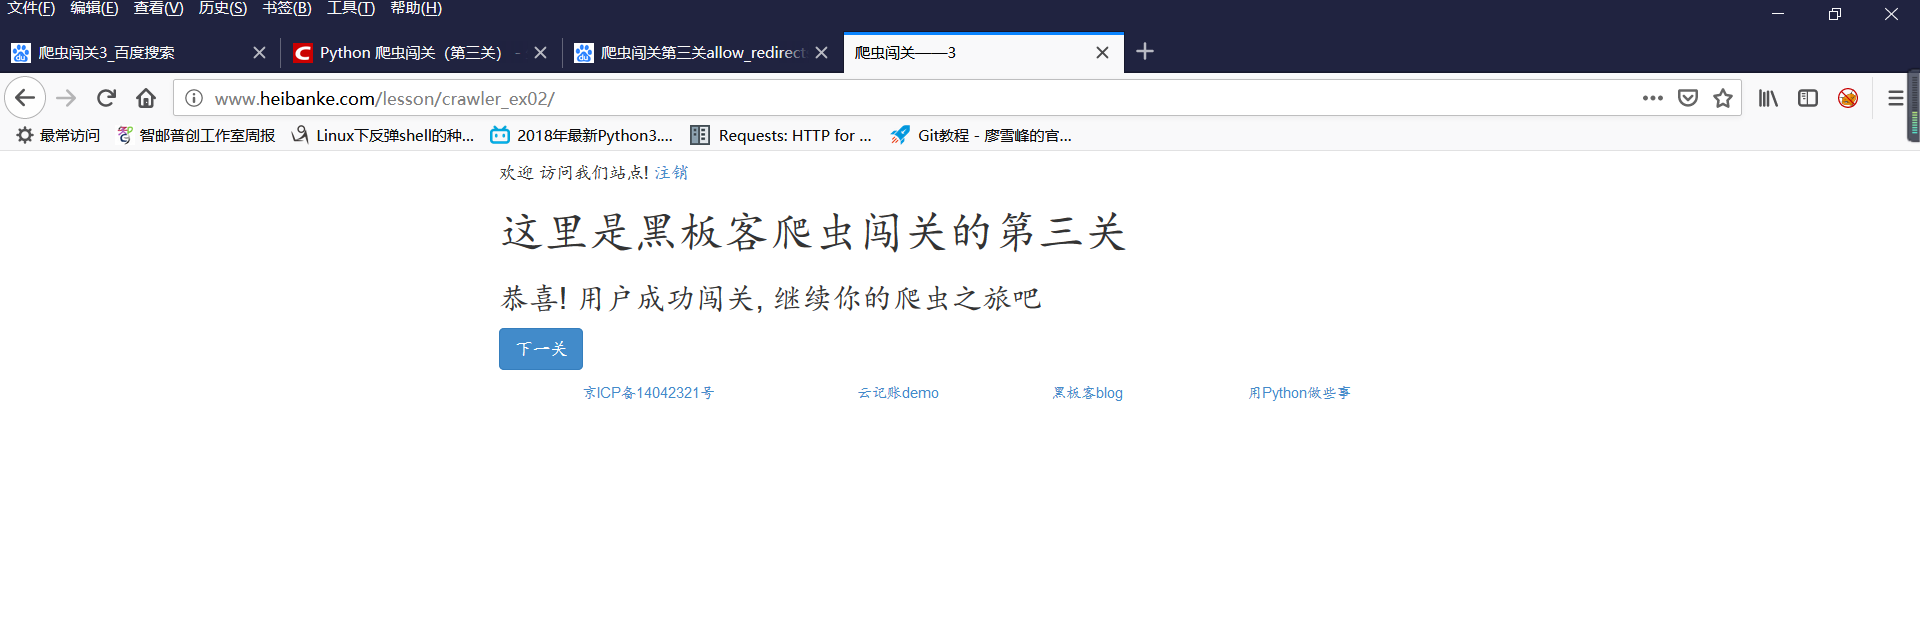 文件(F) 编辑(E) 查看(V) 历史(S) 书签(B) 工具(T) 帮助(H)
爬虫闯关3_百度搜索 Python 爬虫闯关（第三关） - 爬虫闯关第三关allow_redirect 爬虫闯关——3
www.heibanke.com/lesson/crawler_ex02/
最常访问 智邮普创工作室周报 Linux下反弹shell的种... 2018年最新Python3.... Requests: HTTP for ... Git教程 - 廖雪峰的官...
欢迎 访问我们站点! 注销
这里是黑板客爬虫闯关的第三关
恭喜! 用户成功闯关, 继续你的爬虫之旅吧
下一关
京ICP备14042321号 云记账demo 黑板客blog 用Python做些事